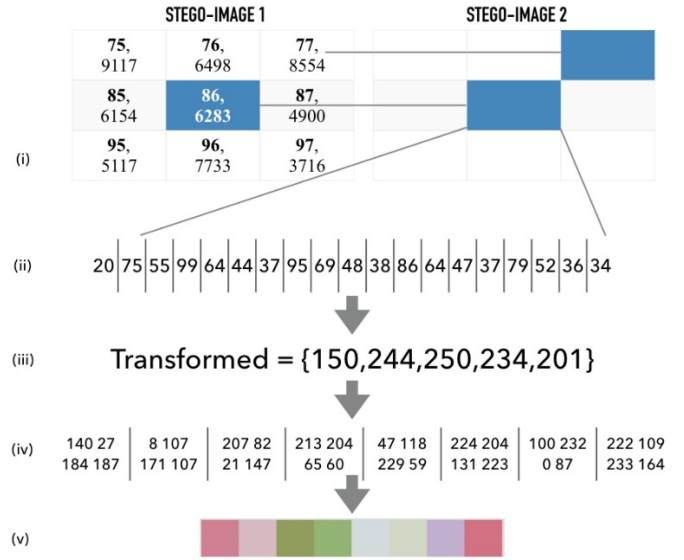 STEGO-IMAGE 1 STEGO-IMAGE 2
75, 76, 77,
9117 6498 8554
85, 86, 87,
6154 6283 4900
95, 96, 97,
5117 7733 3716
(i)
(ii) 20 75 55 99 64 44 37 95 69 48 38 86 64 47 37 79 52 36 34
(iii) Transformed = {150,244,250,234,201}
(iv) 140 27 8 107 207 82 213 204 47 118 224 204 100 232 222 109
184 187 171 107 21 147 65 60 229 59 131 223 0 87 233 164
(v)